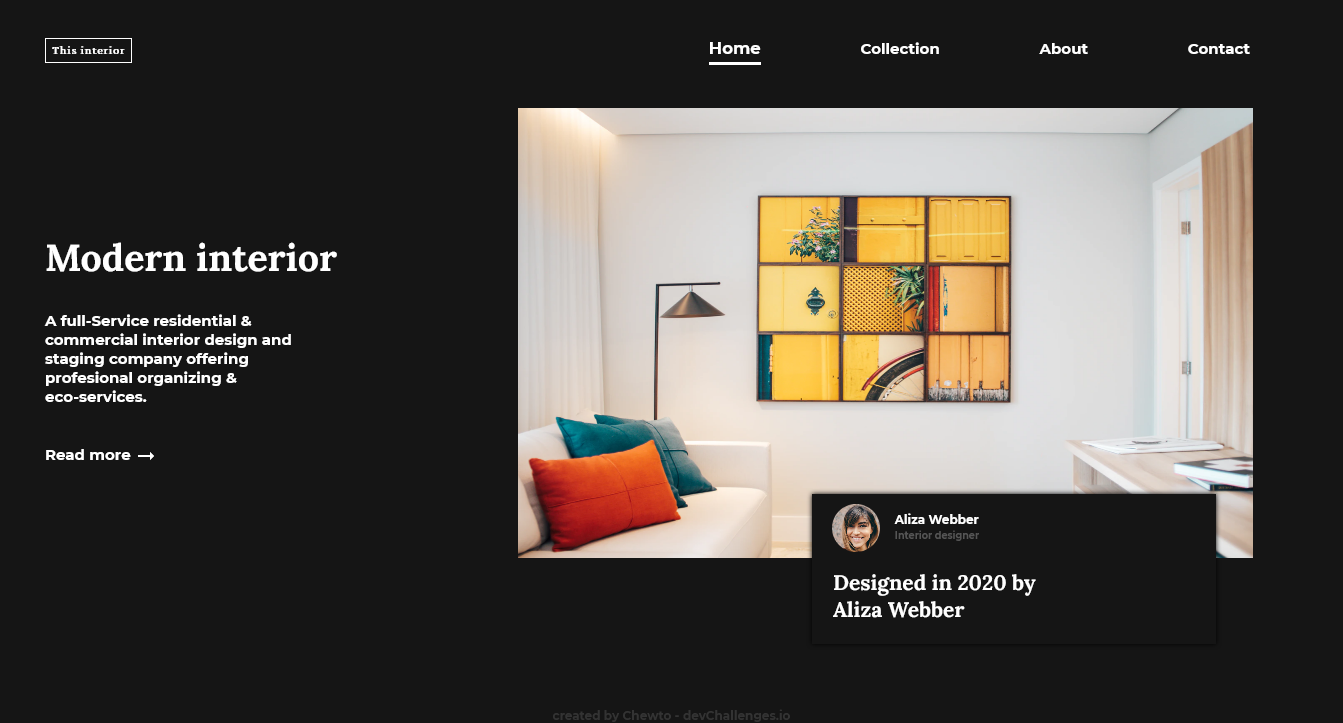 This interior
Home
Collection
About
Contact
Modern interior
A full-Service residential &
commercial interior design and
staging company offering
profesional organizing &
eco-services.
Read more
Aliza Webber
Interior designer
Designed in 2020 by
Aliza Webber
created by Chewto - devChallenges.io